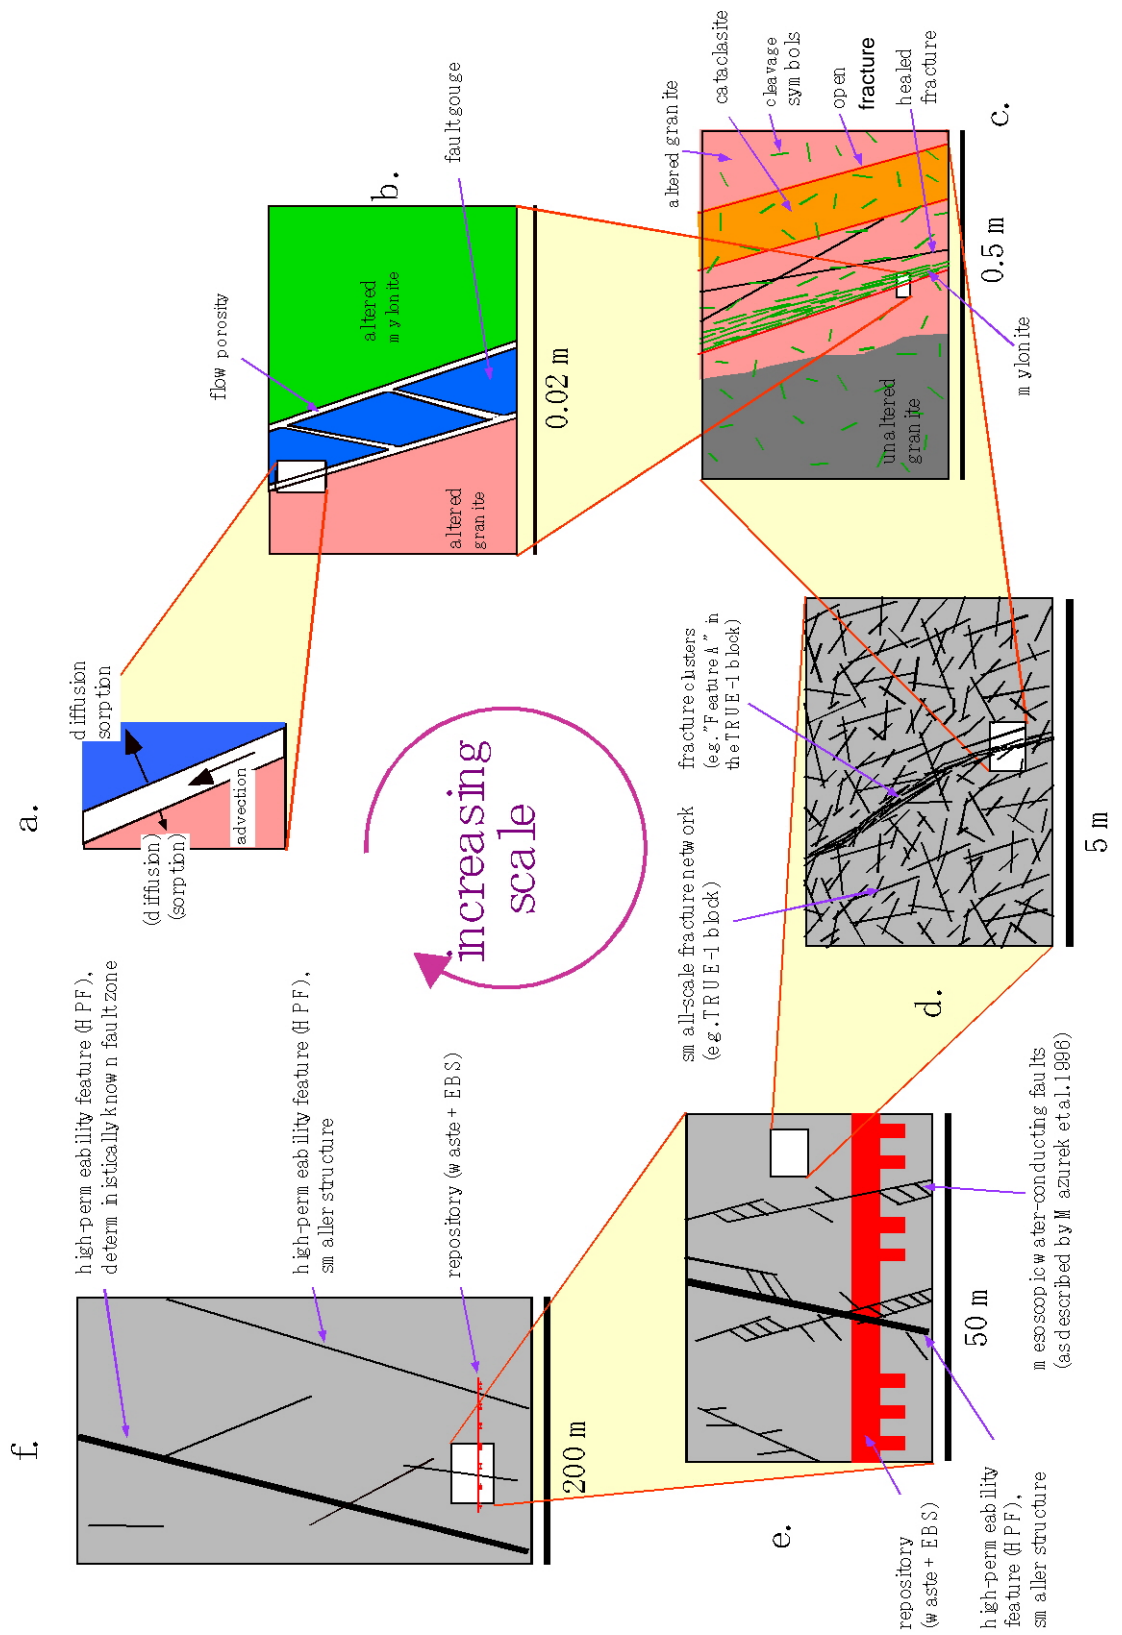 a.
diffusion
sorption
(diffusion)
(sorption)
advection
b.
flow porosity
fault gouge
altered
mylonite
altered
granite
0.02 m
c.
altered granite
cataclasite
cleavage
symbols
open
fracture
healed
fracture
mylonite
unaltered
granite
0.5 m
d.
small-scale fracture network
(eg. TRUE-1 block)
fracture clusters
(eg. "Feature A" in
the TRUE-1 block)
5 m
e.
repository
(waste + EBS)
high-permeability
feature (HPF),
smaller structure
mesoscopic water-conducting faults
(as described by Mazurek et al. 1996)
50 m
f.
high-permeability feature (HPF),
deterministically known fault zone
high-permeability feature (HPF),
smaller structure
repository (waste + EBS)
200 m
increasing
scale